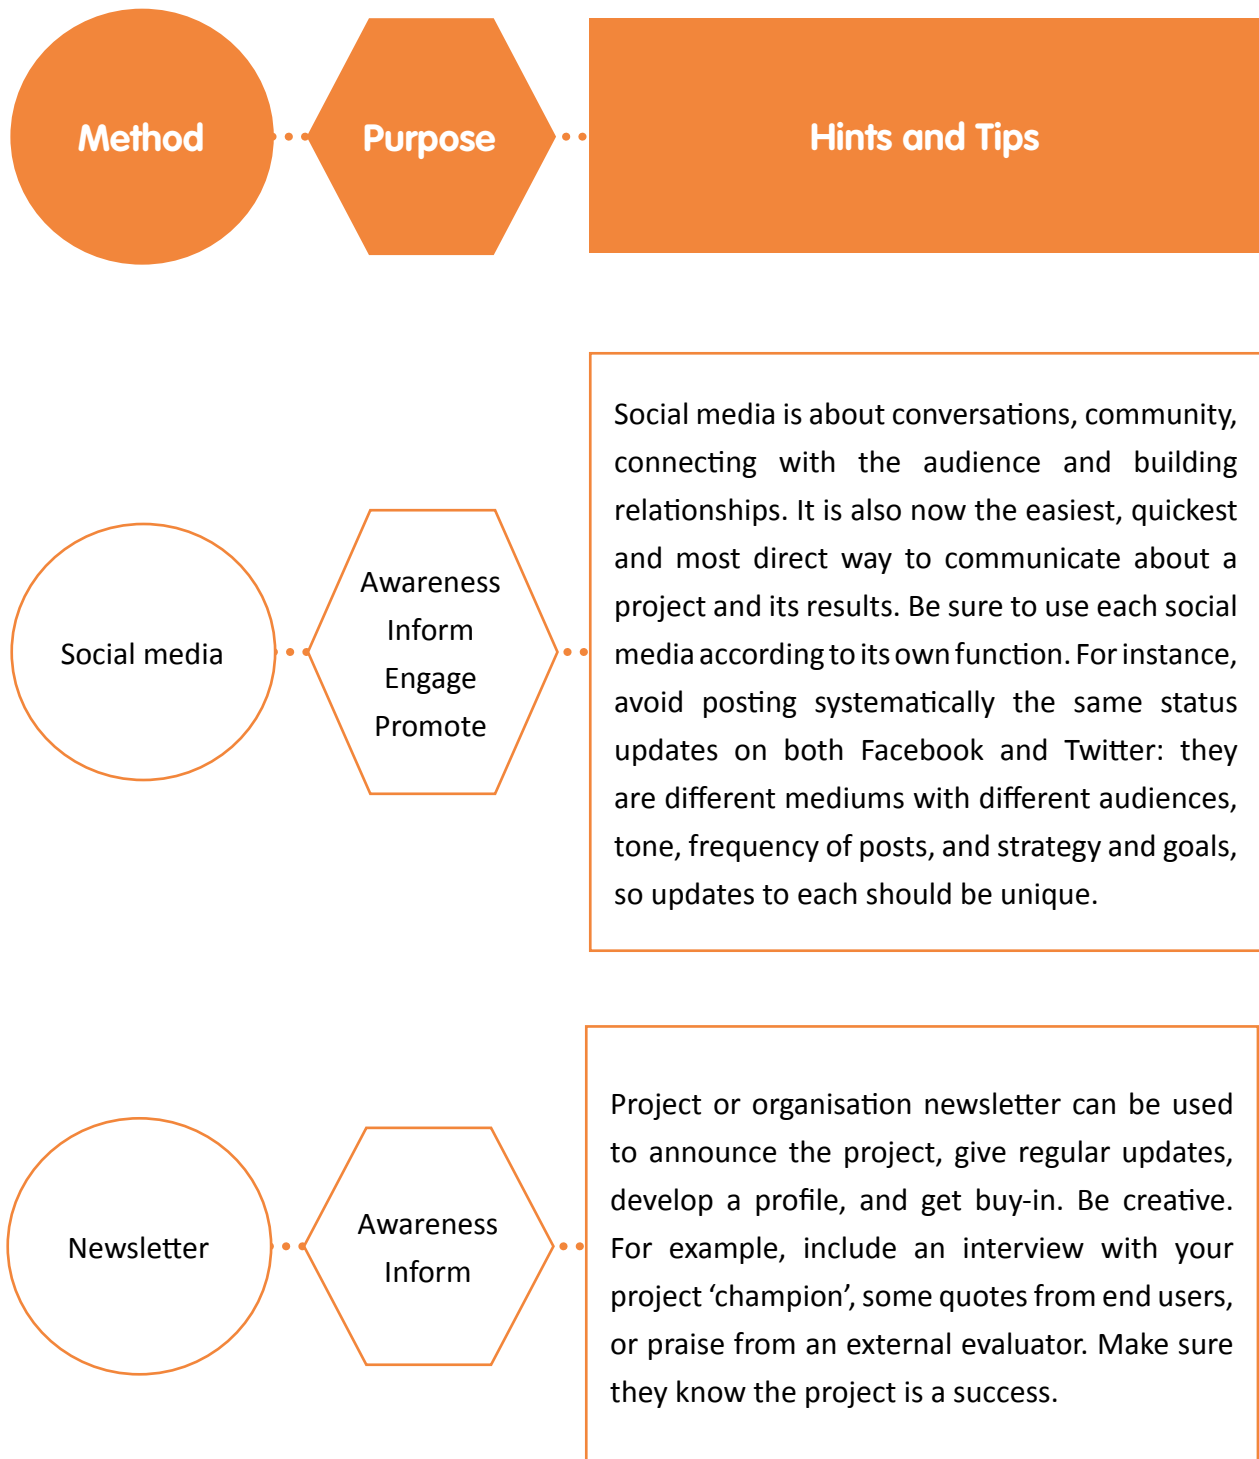 Method
Purpose
Hints and Tips
Social media
Awareness
Inform
Engage
Promote
Social media is about conversations, community,
connecting with the audience and building
relationships. It is also now the easiest, quickest
and most direct way to communicate about a
project and its results. Be sure to use each social
media according to its own function. For instance,
avoid posting systematically the same status
updates on both Facebook and Twitter: they
are different mediums with different audiences,
tone, frequency of posts, and strategy and goals,
so updates to each should be unique.
Newsletter
Awareness
Inform
Project or organisation newsletter can be used
to announce the project, give regular updates,
develop a profile, and get buy-in. Be creative.
For example, include an interview with your
project ‘champion’, some quotes from end users,
or praise from an external evaluator. Make sure
they know the project is a success.